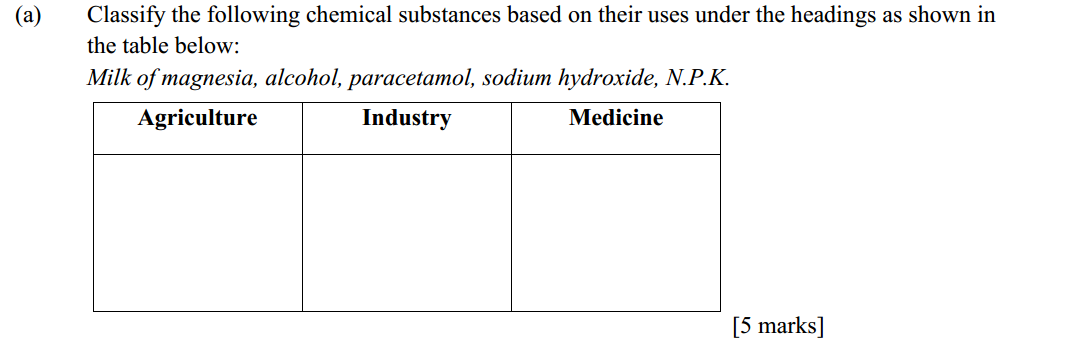 (a) Classify the following chemical substances based on their uses under the headings as shown in
the table below:
Milk of magnesia, alcohol, paracetamol, sodium hydroxide, N.P.K.
Agriculture Industry Medicine
[5 marks]